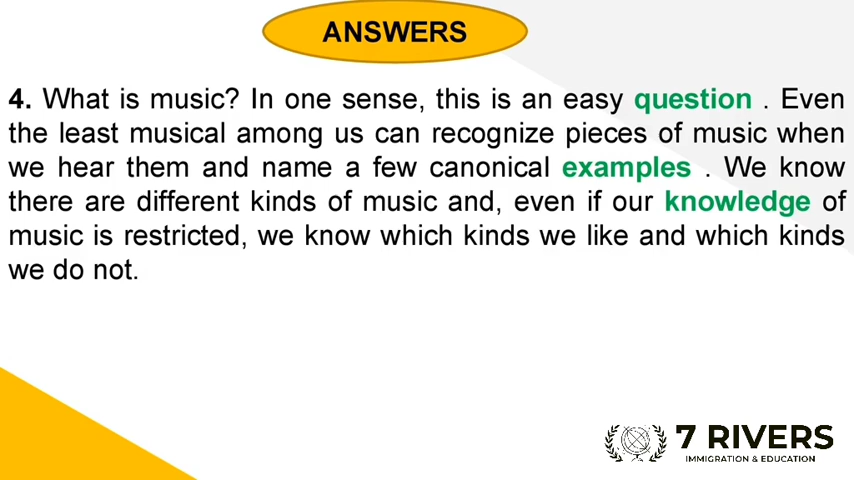 ANSWERS
4. What is music? In one sense, this is an easy question . Even
the least musical among us can recognize pieces of music when
we hear them and name a few canonical examples . We know
there are different kinds of music and, even if our knowledge of
music is restricted, we know which kinds we like and which kinds
we do not.
7 RIVERS
IMMIGRATION & EDUCATION